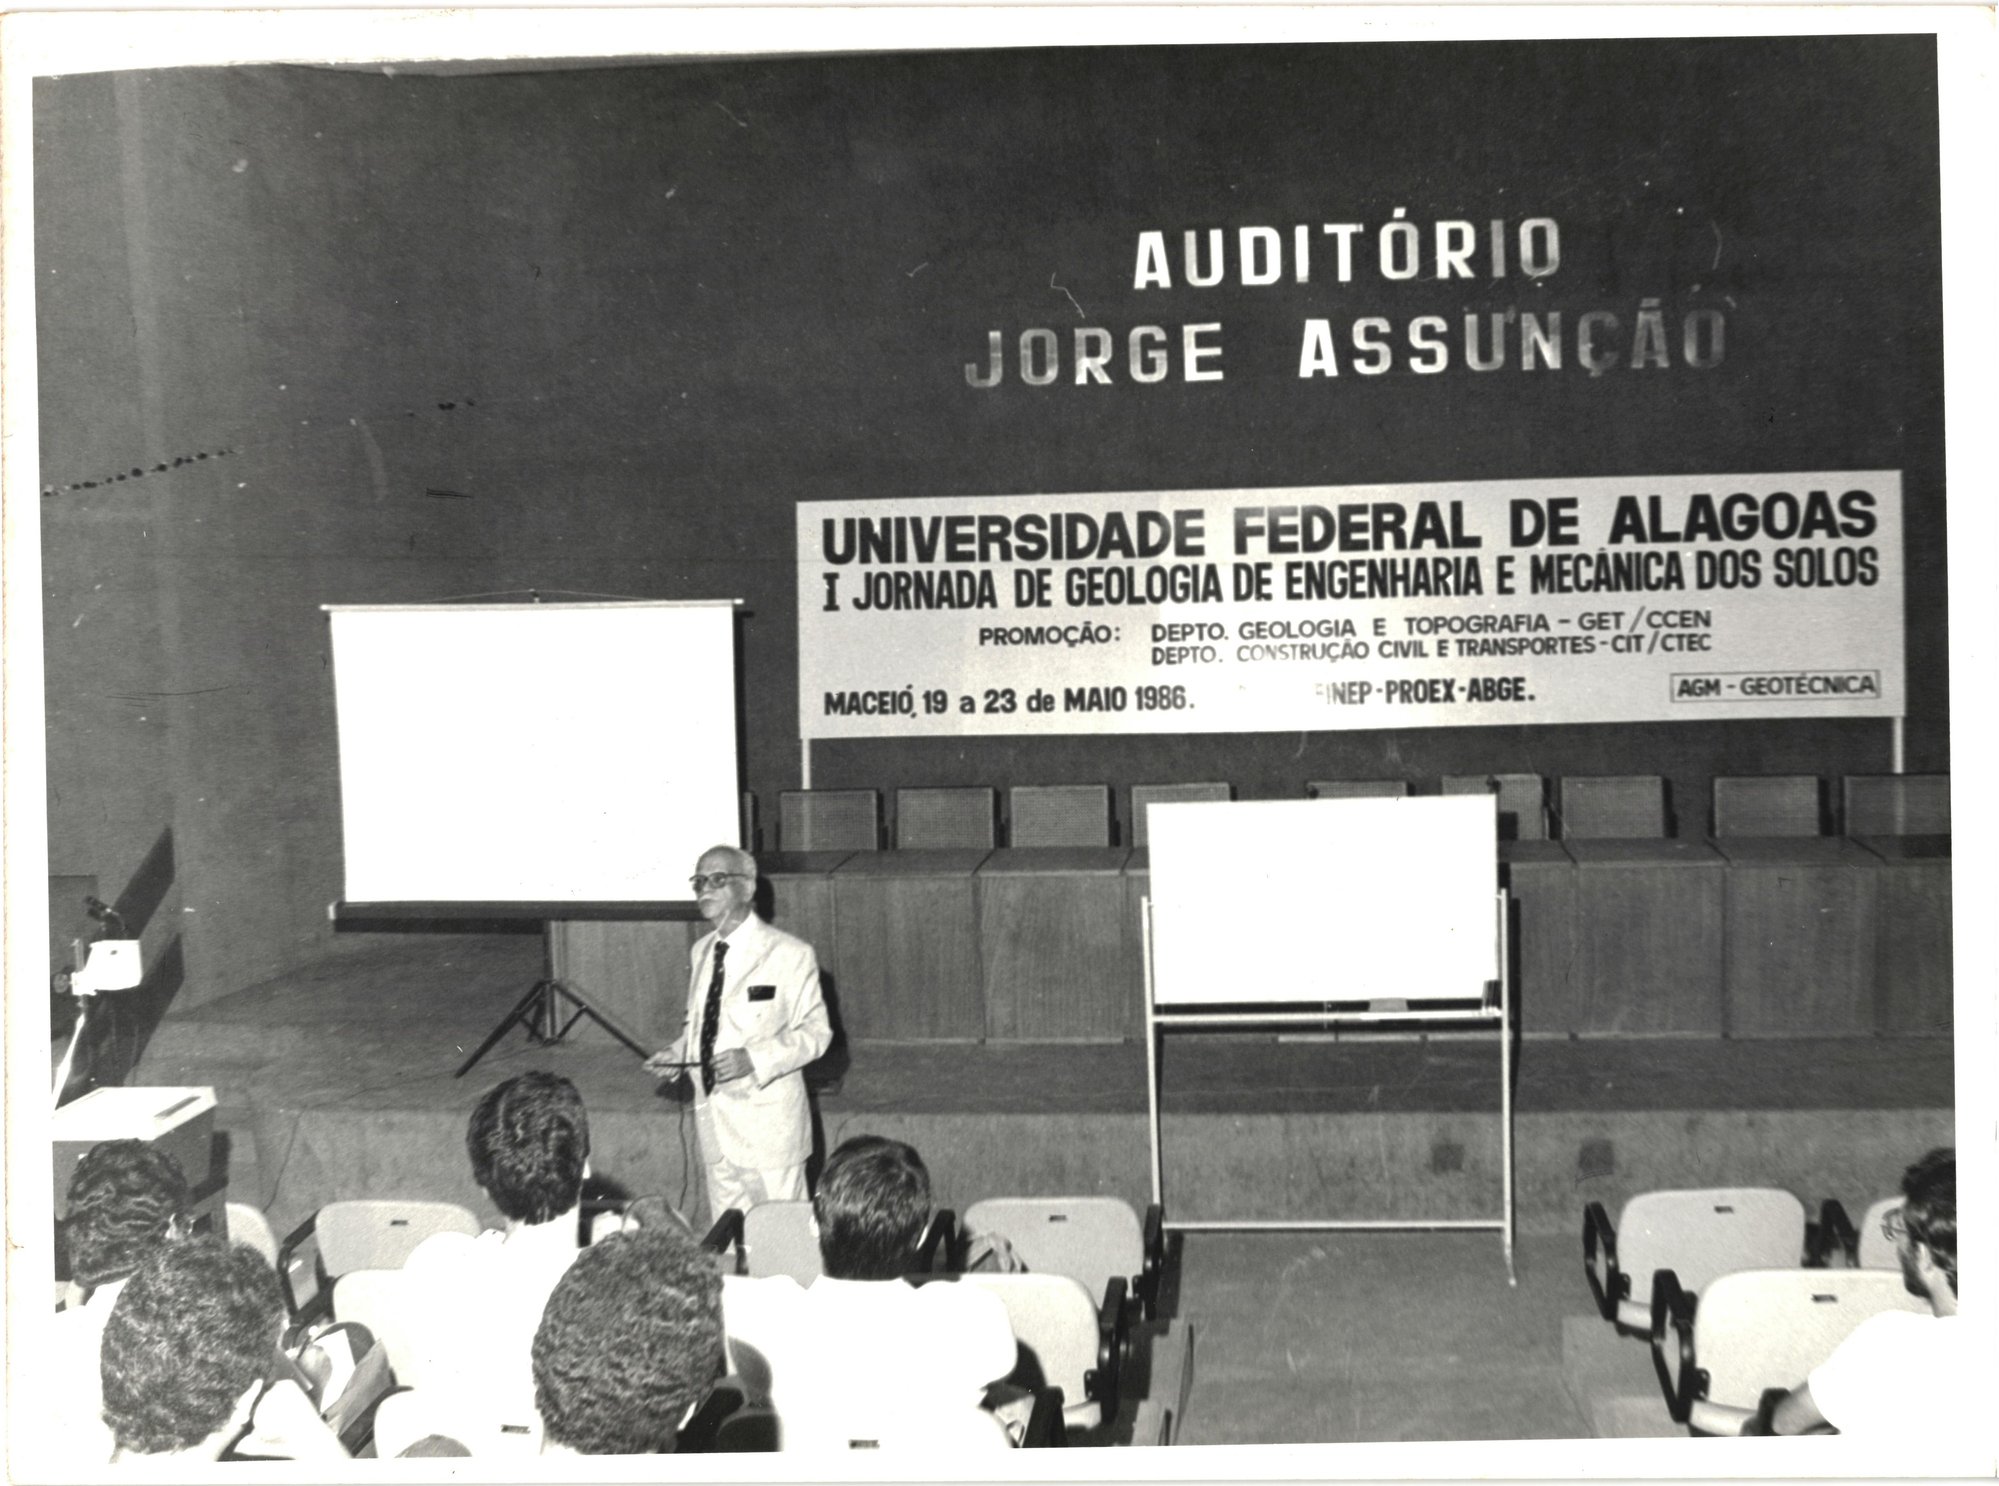 AUDITÓRIO
JORGE ASSUNÇÃO
UNIVERSIDADE FEDERAL DE ALAGOAS
I JORNADA DE GEOLOGIA DE ENGENHARIA E MECÂNICA DOS SOLOS
PROMOÇÃO: DEPTO. GEOLOGIA E TOPOGRAFIA - GET/CCEN
DEPTO. CONSTRUÇÃO CIVIL E TRANSPORTES - CIT/CTEC
MACEIÓ, 19 a 23 de MAIO 1986. FINEP-PROEX-ABGE. AGM - GEOTÉCNICA